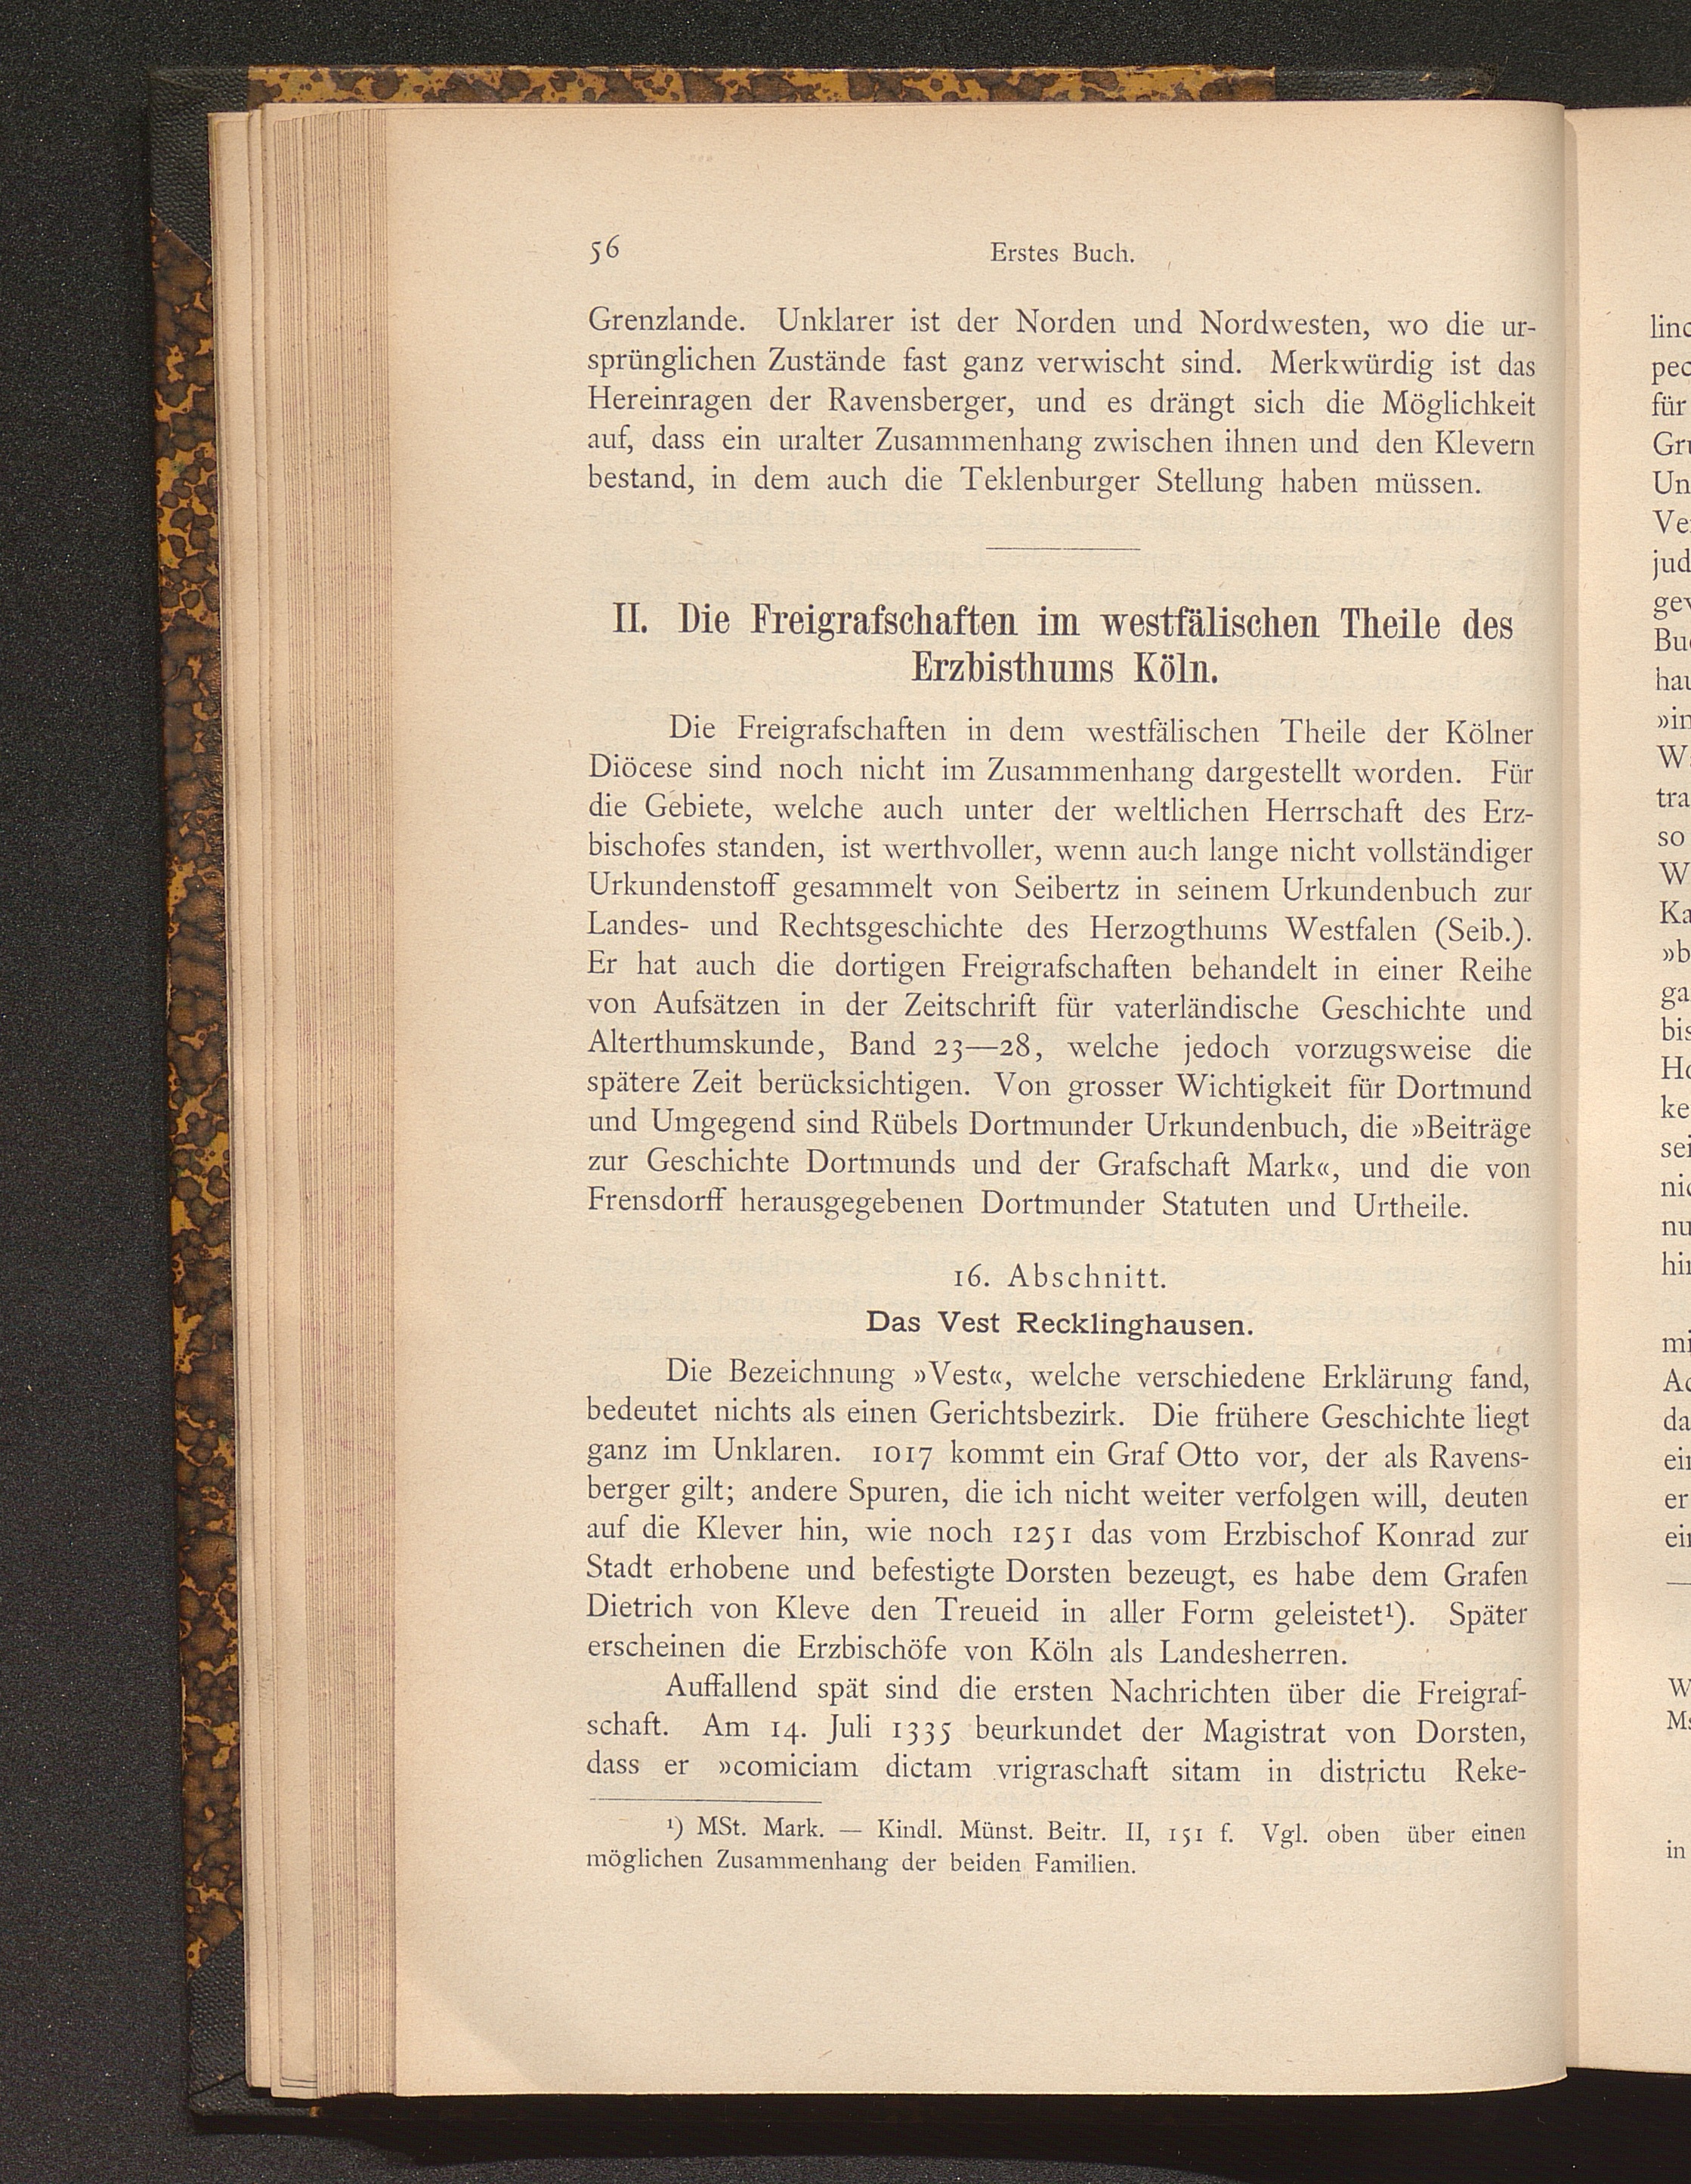 56
Erstes Buch.
Grenzlande. Unklarer ist der Norden und Nordwesten, wo die ur-
sprünglichen Zustände fast ganz verwischt sind. Merkwürdig ist das
Hereinragen der Ravensberger, und es drängt sich die Möglichkeit
auf, dass ein uralter Zusammenhang zwischen ihnen und den Klevern
bestand, in dem auch die Teklenburger Stellung haben müssen.
II. Die Freigrafschaften im westfälischen Theile des
Erzbisthums Köln.
Die Freigrafschaften in dem westfälischen Theile der Kölner
Diöcese sind noch nicht im Zusammenhang dargestellt worden. Für
die Gebiete, welche auch unter der weltlichen Herrschaft des Erz-
bischofes standen, ist werthvoller, wenn auch lange nicht vollständiger
Urkundenstoff gesammelt von Seibertz in seinem Urkundenbuch zur
Landes- und Rechtsgeschichte des Herzogthums Westfalen (Seib.).
Er hat auch die dortigen Freigrafschaften behandelt in einer Reihe
von Aufsätzen in der Zeitschrift für vaterländische Geschichte und
Alterthumskunde, Band 23—28, welche jedoch vorzugsweise die
spätere Zeit berücksichtigen. Von grosser Wichtigkeit für Dortmund
und Umgegend sind Rübels Dortmunder Urkundenbuch, die »Beiträge
zur Geschichte Dortmunds und der Grafschaft Mark«, und die von
Frensdorff herausgegebenen Dortmunder Statuten und Urtheile.
16. Abschnitt.
Das Vest Recklinghausen.
Die Bezeichnung »Vest«, welche verschiedene Erklärung fand,
bedeutet nichts als einen Gerichtsbezirk. Die frühere Geschichte liegt
ganz im Unklaren. 1017 kommt ein Graf Otto vor, der als Ravens-
berger gilt; andere Spuren, die ich nicht weiter verfolgen will, deuten
auf die Klever hin, wie noch 1251 das vom Erzbischof Konrad zur
Stadt erhobene und befestigte Dorsten bezeugt, es habe dem Grafen
Dietrich von Kleve den Treueid in aller Form geleistet¹). Später
erscheinen die Erzbischöfe von Köln als Landesherren.
Auffallend spät sind die ersten Nachrichten über die Freigraf-
schaft. Am 14. Juli 1335 beurkundet der Magistrat von Dorsten,
dass er »comiciam dictam vrigraschaft sitam in districtu Reke-
¹) MSt. Mark. — Kindl. Münst. Beitr. II, 151 f. Vgl. oben über einen
möglichen Zusammenhang der beiden Familien.